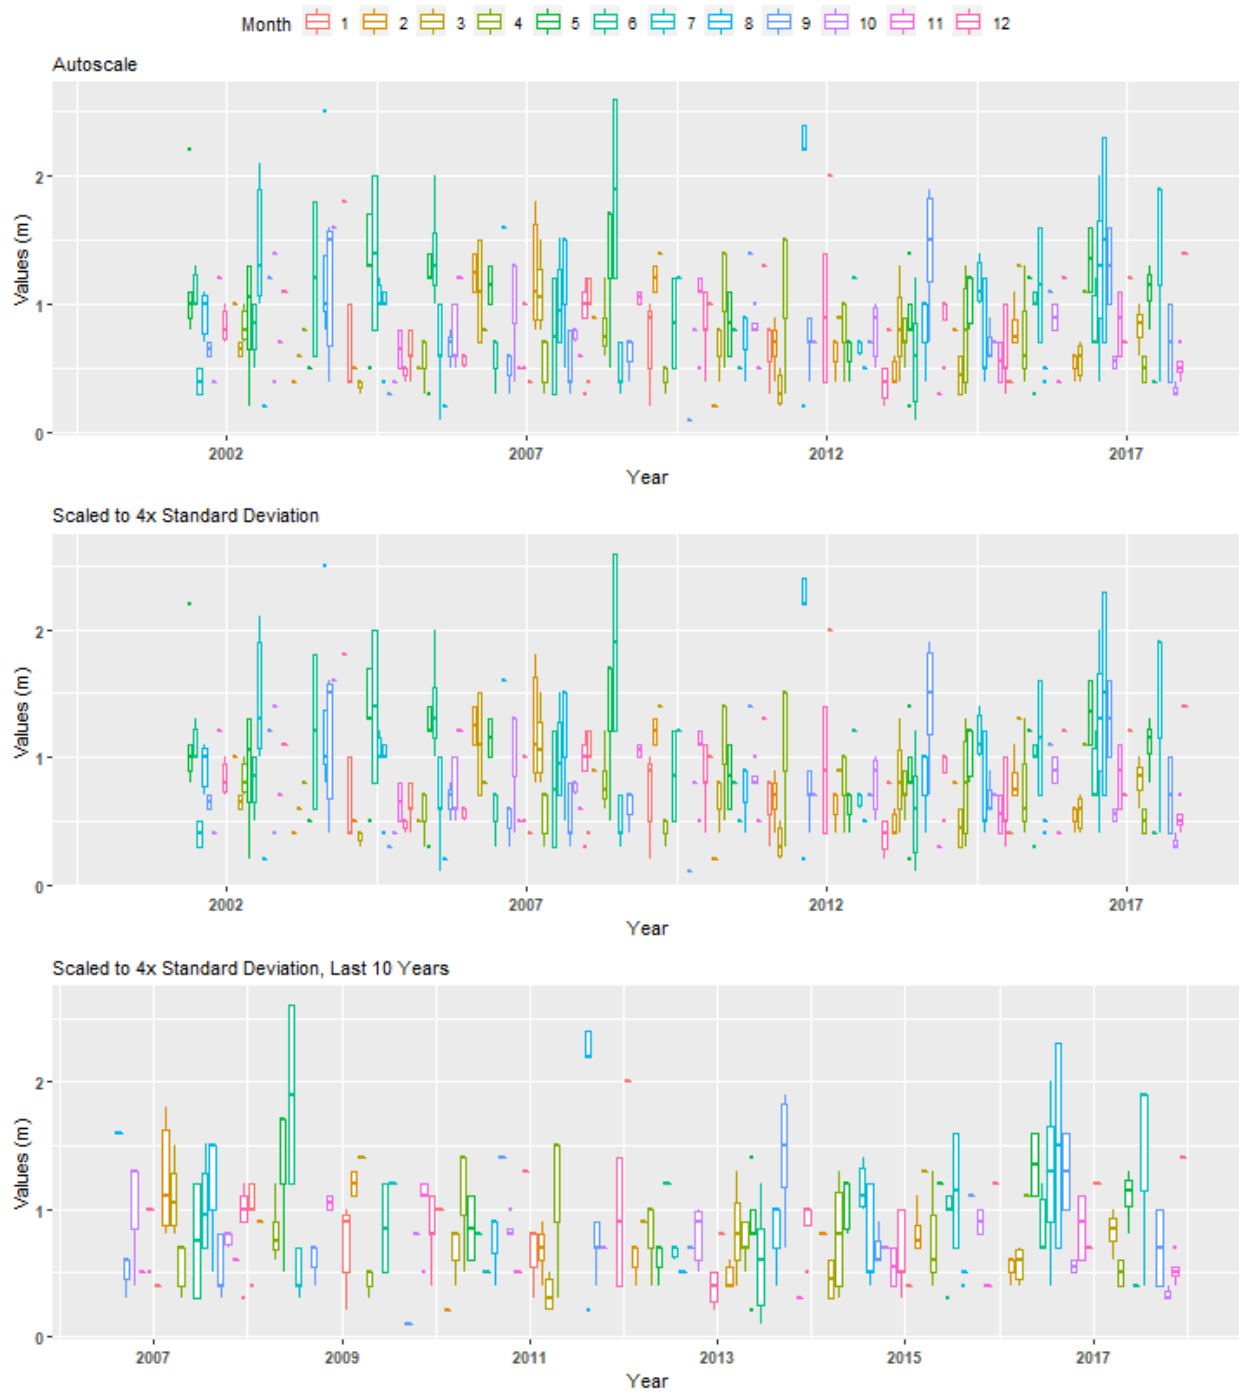 Month 1 2 3 4 5 6 7 8 9 10 11 12
Autoscale
Values (m)
2
1
0
2002 2007 2012 2017
Year
Scaled to 4x Standard Deviation
Values (m)
2
1
0
2002 2007 2012 2017
Year
Scaled to 4x Standard Deviation, Last 10 Years
Values (m)
2
1
0
2007 2009 2011 2013 2015 2017
Year